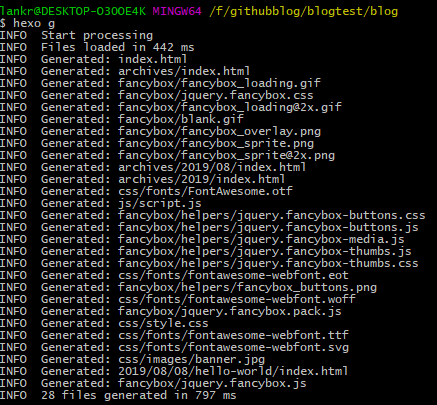 lankr@DESKTOP-O3OOE4K MINGW64 /f/githubblog/blogtest/blog
$ hexo g
INFO  Start processing
INFO  Files loaded in 442 ms
INFO  Generated: index.html
INFO  Generated: archives/index.html
INFO  Generated: fancybox/fancybox_loading.gif
INFO  Generated: fancybox/jquery.fancybox.css
INFO  Generated: fancybox/fancybox_loading@2x.gif
INFO  Generated: fancybox/blank.gif
INFO  Generated: fancybox/fancybox_overlay.png
INFO  Generated: fancybox/fancybox_sprite.png
INFO  Generated: fancybox/fancybox_sprite@2x.png
INFO  Generated: archives/2019/08/index.html
INFO  Generated: archives/2019/index.html
INFO  Generated: css/fonts/FontAwesome.otf
INFO  Generated: js/script.js
INFO  Generated: fancybox/helpers/jquery.fancybox-buttons.css
INFO  Generated: fancybox/helpers/jquery.fancybox-buttons.js
INFO  Generated: fancybox/helpers/jquery.fancybox-media.js
INFO  Generated: fancybox/helpers/jquery.fancybox-thumbs.js
INFO  Generated: fancybox/helpers/jquery.fancybox-thumbs.css
INFO  Generated: css/fonts/fontawesome-webfont.eot
INFO  Generated: fancybox/helpers/fancybox_buttons.png
INFO  Generated: css/fonts/fontawesome-webfont.woff
INFO  Generated: fancybox/jquery.fancybox.pack.js
INFO  Generated: css/style.css
INFO  Generated: css/fonts/fontawesome-webfont.ttf
INFO  Generated: css/fonts/fontawesome-webfont.svg
INFO  Generated: css/images/banner.jpg
INFO  Generated: 2019/08/08/hello-world/index.html
INFO  Generated: fancybox/jquery.fancybox.js
INFO  28 files generated in 797 ms